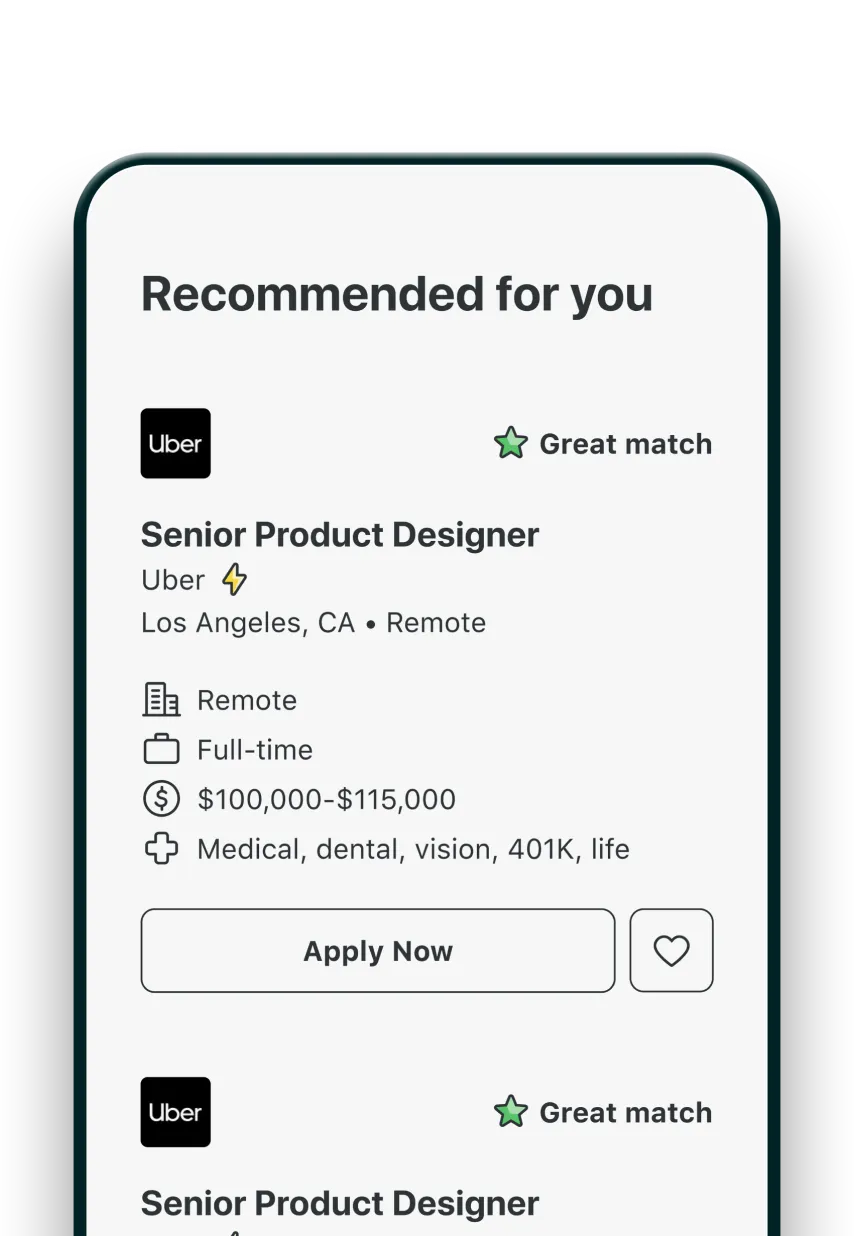 Recommended for you
Uber
Great match
Senior Product Designer
Uber
Los Angeles, CA • Remote
Remote
Full-time
$100,000-$115,000
Medical, dental, vision, 401K, life
Apply Now
Uber
Great match
Senior Product Designer